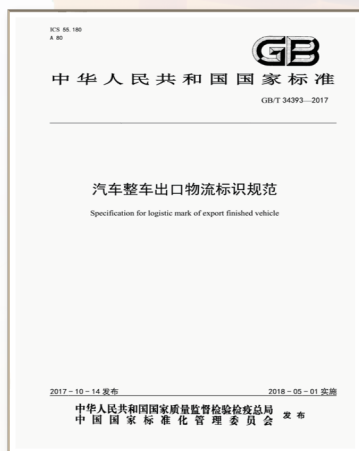 ICS 55.180
A 80
GB
中华人民共和国国家标准
GB/T 34393—2017
汽车整车出口物流标识规范
Specification for logistic mark of export finished vehicle
2017-10-14 发布
2018-05-01 实施
中华人民共和国国家质量监督检验检疫总局
中国国家标准化管理委员会
发布